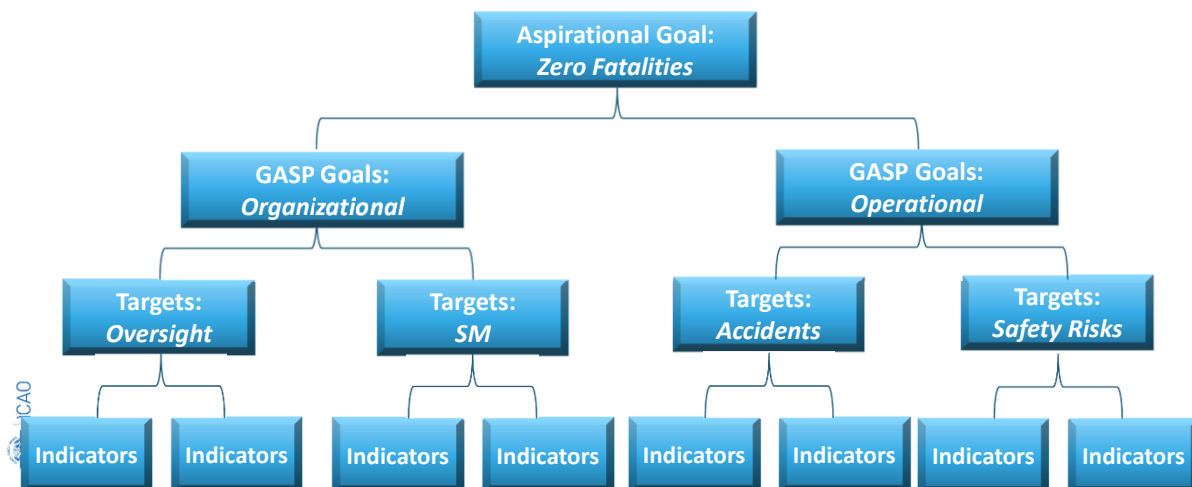 Aspirational Goal:
Zero Fatalities
GASP Goals:
Organizational
GASP Goals:
Operational
Targets:
Oversight
Targets:
SM
Targets:
Accidents
Targets:
Safety Risks
ICAO
Indicators
Indicators
Indicators
Indicators
Indicators
Indicators
Indicators
Indicators